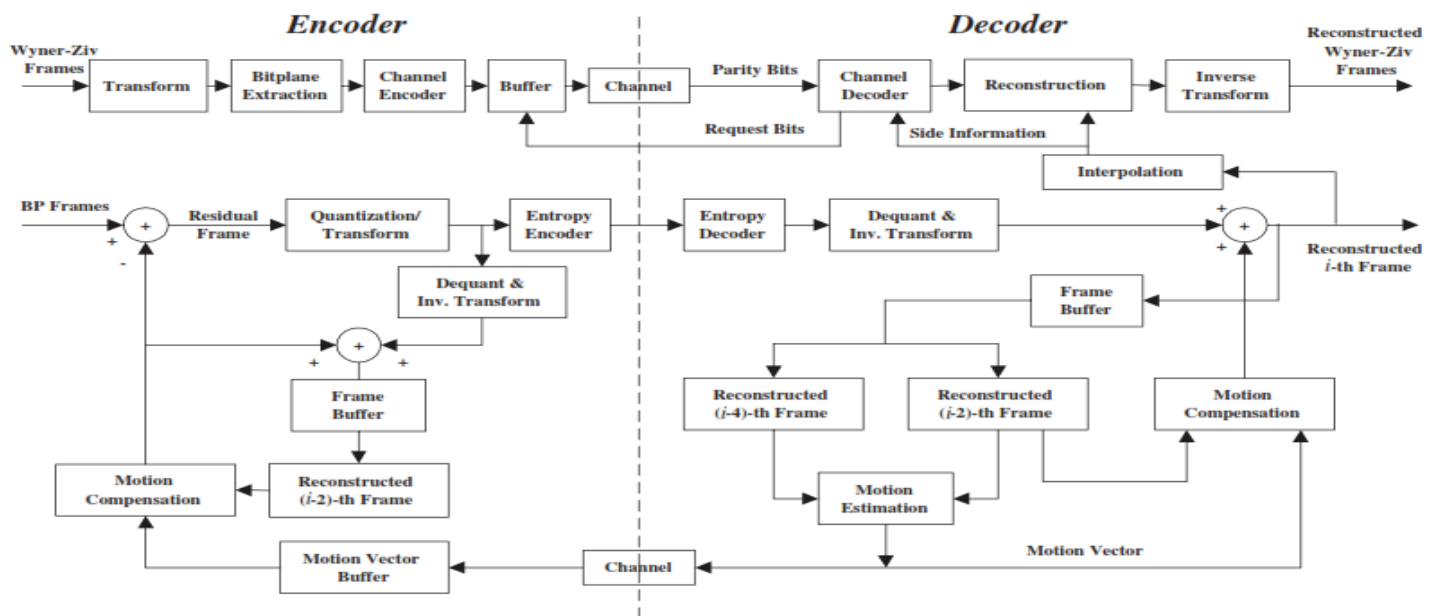 Encoder
Decoder
Wyner-Ziv
Frames
Transform
Bitplane
Extraction
Channel
Encoder
Buffer
Channel
Parity Bits
Channel
Decoder
Reconstruction
Inverse
Transform
Reconstructed
Wyner-Ziv
Frames
Request Bits
Side Information
Interpolation
BP Frames
+
+
-
Residual
Frame
Quantization/
Transform
Entropy
Encoder
Entropy
Decoder
Dequant &
Inv. Transform
+
+
+
Reconstructed
i-th Frame
Dequant &
Inv. Transform
+
+
+
Frame
Buffer
Frame
Buffer
Reconstructed
(i-4)-th Frame
Reconstructed
(i-2)-th Frame
Motion
Compensation
Motion
Compensation
Reconstructed
(i-2)-th Frame
Motion
Estimation
Motion Vector
Buffer
Channel
Motion Vector